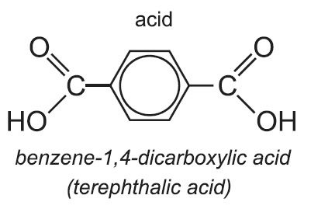 acid
O O
C C
HO OH
benzene-1,4-dicarboxylic acid
(terephthalic acid)